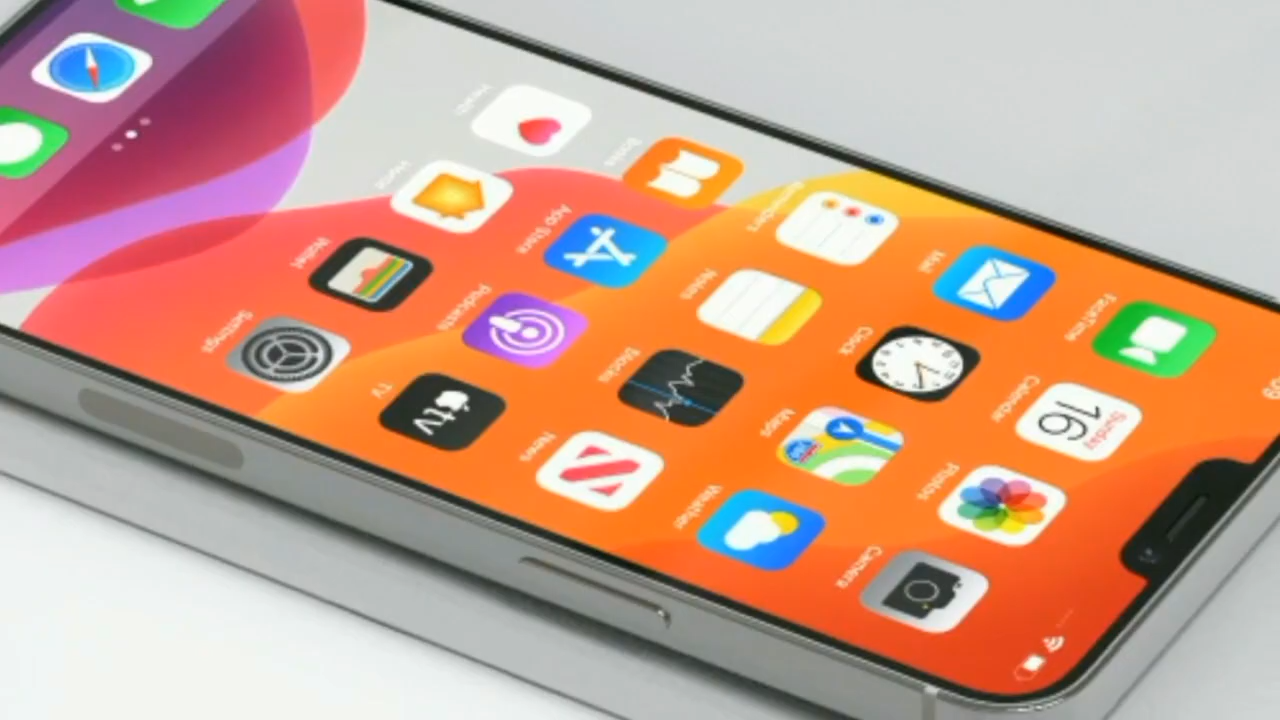 09
Sunday
16
FaceTime
Calendar
Photos
Camera
Mail
Clock
Maps
Weather
Reminders
Notes
Stocks
News
Books
App Store
Podcasts
tv
TV
Health
Home
Wallet
Settings